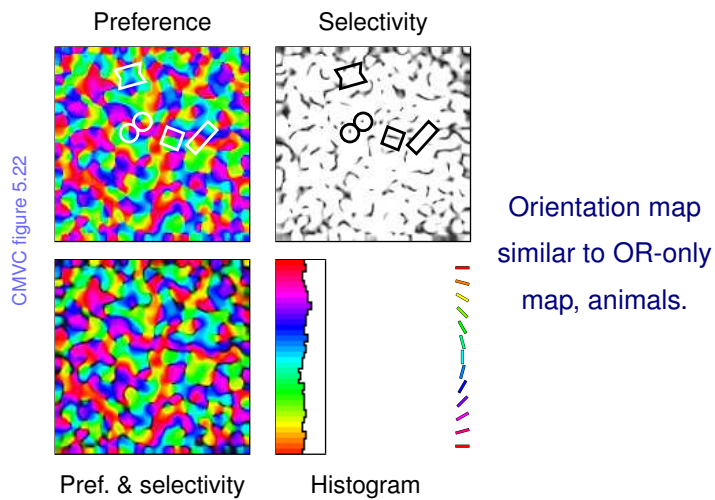 Preference
Selectivity
CMVC figure 5.22
Orientation map
similar to OR-only
map, animals.
Pref. & selectivity
Histogram